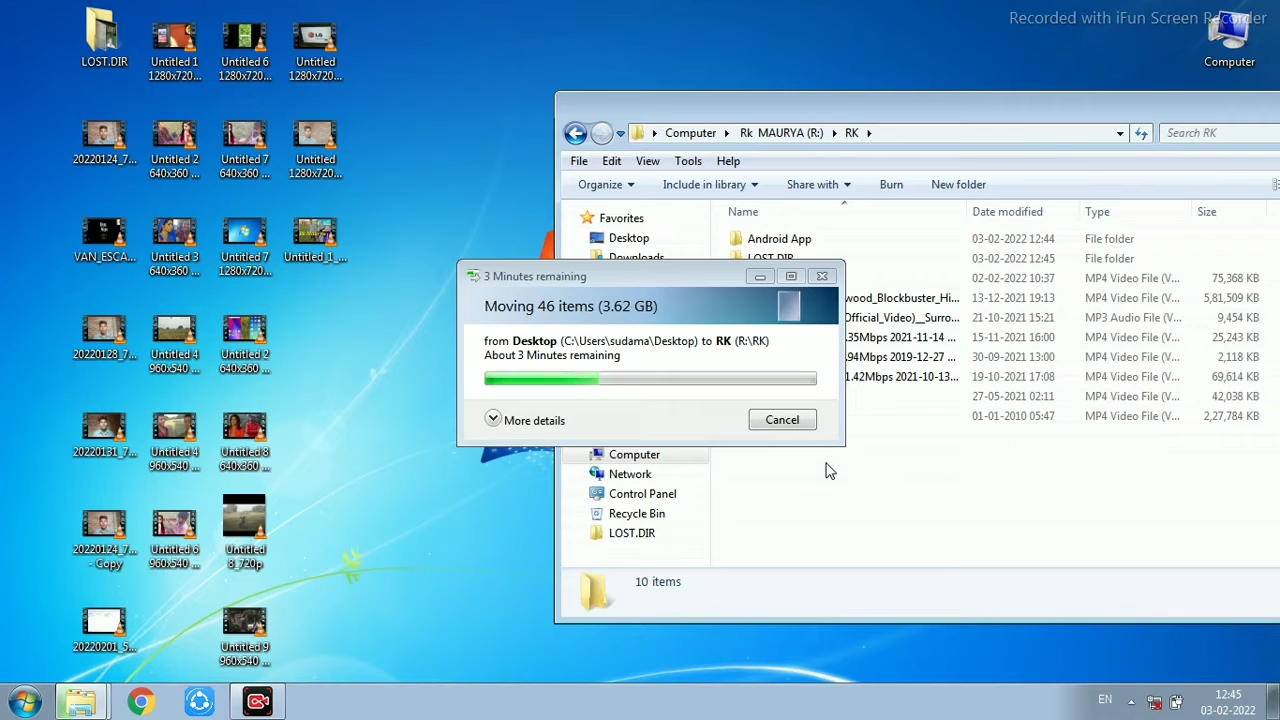 Recorded with iFun Screen Recorder
LOST.DIR
Untitled 1
1280x720...
Untitled 6
1280x720...
Untitled
1280x720...
Computer
20220124_7...
Untitled 2
640x360 ...
Untitled 7
640x360 ...
Untitled
1280x720...
VAN_ESCA...
Untitled 3
640x360 ...
Untitled 7
1280x720...
Untitled_1_...
20220128_7...
Untitled 4
640x360 ...
Untitled 2
640x360 ...
20220131_7...
Untitled 4
960x540 ...
Untitled 8
640x360 ...
20220124_7...
- Copy
Untitled 6
960x540 ...
Untitled
8_720p
20220201_5...
Untitled 9
960x540 ...
Computer Rk MAURYA (R:) RK
Search RK
File Edit View Tools Help
Organize Include in library Share with Burn New folder
Name Date modified Type Size
Favorites
Desktop
Downloads
Computer
Network
Control Panel
Recycle Bin
LOST.DIR
Android App 03-02-2022 12:44 File folder
LOST.DIR 03-02-2022 12:45 File folder
02-02-2022 10:37 MP4 Video File (V... 75,368 KB
wood_Blockbuster_Hi... 13-12-2021 19:13 MP4 Video File (V... 5,81,509 KB
Official_Video)__Surro... 21-10-2021 15:21 MP3 Audio File (V... 9,454 KB
.35Mbps 2021-11-14 ... 15-11-2021 16:00 MP4 Video File (V... 25,243 KB
.94Mbps 2019-12-27 ... 30-09-2021 13:00 MP4 Video File (V... 2,118 KB
1.42Mbps 2021-10-13... 19-10-2021 17:08 MP4 Video File (V... 69,614 KB
27-05-2021 02:11 MP4 Video File (V... 42,038 KB
01-01-2010 05:47 MP4 Video File (V... 2,27,784 KB
10 items
3 Minutes remaining
Moving 46 items (3.62 GB)
from Desktop (C:\Users\sudama\Desktop) to RK (R:\RK)
About 3 Minutes remaining
More details
Cancel
EN
12:45
03-02-2022